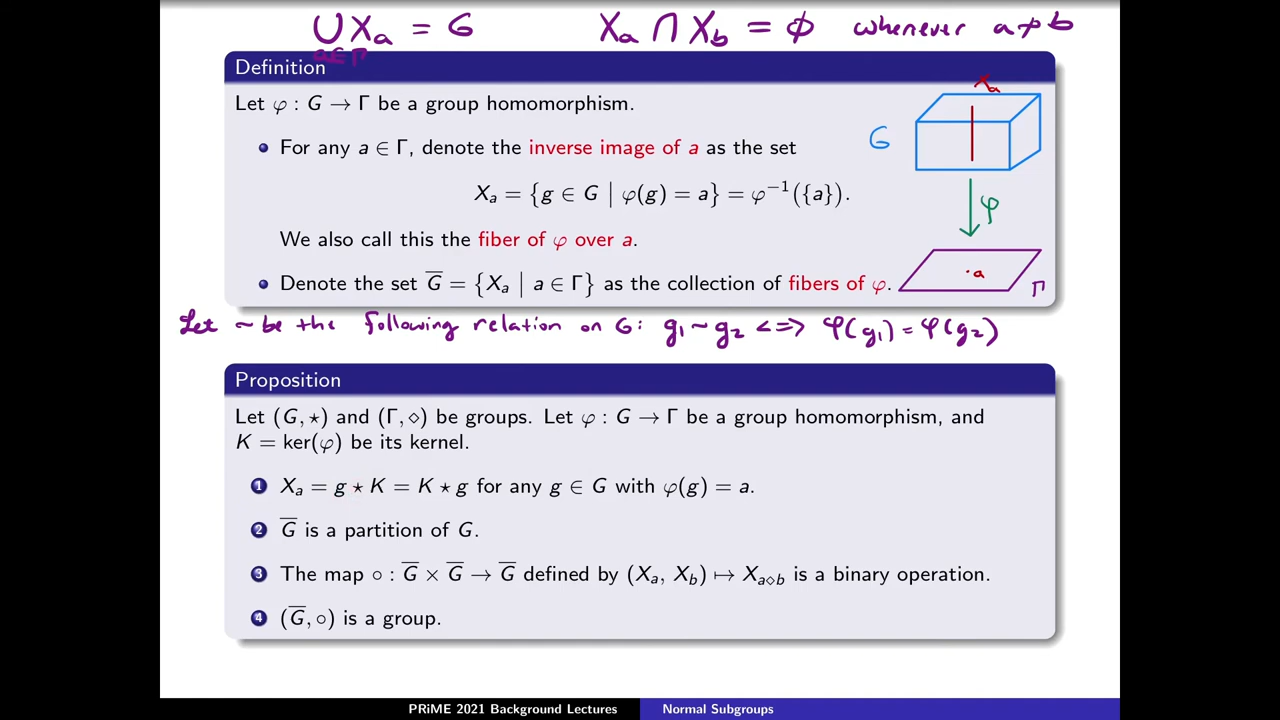 ⋃ Xₐ = G   Xₐ ∩ X_b = ϕ whenever a ≠ b
a∈Γ
Definition
Let φ : G → Γ be a group homomorphism.
Xₐ
For any a ∈ Γ, denote the inverse image of a as the set
G
Xₐ = {g ∈ G | φ(g) = a} = φ⁻¹({a}).
φ
We also call this the fiber of φ over a.
Denote the set G̅ = {Xₐ | a ∈ Γ} as the collection of fibers of φ.
·a
Γ
Let ~ be the following relation on G: g₁ ~ g₂ <=> φ(g₁) = φ(g₂)
Proposition
Let (G, ⋆) and (Γ, ⋄) be groups. Let φ : G → Γ be a group homomorphism, and
K = ker(φ) be its kernel.
1 Xₐ = g ⋆ K = K ⋆ g for any g ∈ G with φ(g) = a.
2 G̅ is a partition of G.
3 The map ∘ : G̅ × G̅ → G̅ defined by (Xₐ, X_b) ↦ X_{a⋄b} is a binary operation.
4 (G̅, ∘) is a group.
PRiME 2021 Background Lectures   Normal Subgroups